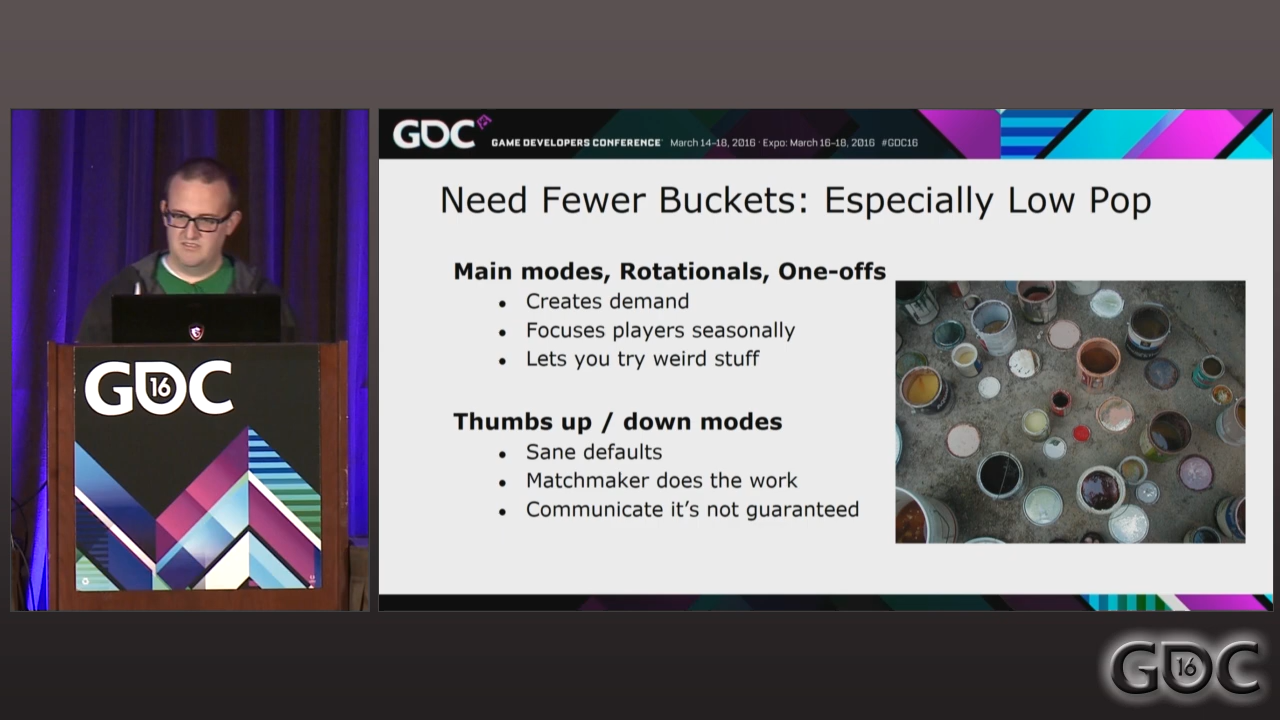 GDC
GAME DEVELOPERS CONFERENCE March 14–18, 2016 · Expo: March 16–18, 2016 #GDC16
Need Fewer Buckets: Especially Low Pop
Main modes, Rotationals, One-offs
• Creates demand
• Focuses players seasonally
• Lets you try weird stuff
Thumbs up / down modes
• Sane defaults
• Matchmaker does the work
• Communicate it’s not guaranteed
GDC 16
GDC 16